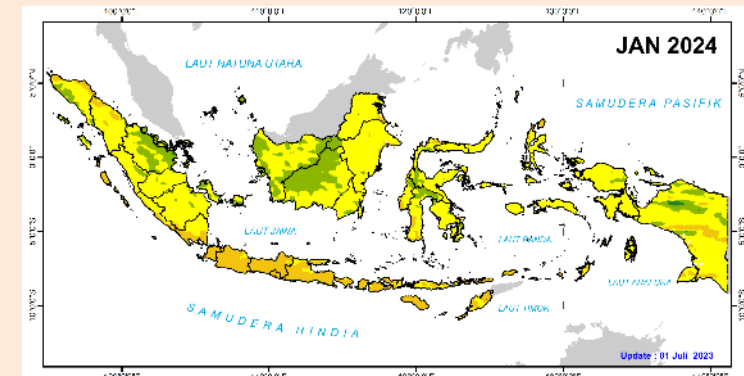 JAN 2024
LAUT NATUNA UTARA
SAMUDERA PASIFIK
LAUT JAWA
LAUT BANDA
LAUT ARAFURA
LAUT TIMOR
SAMUDERA HINDIA
Update : 01 Juli 2023